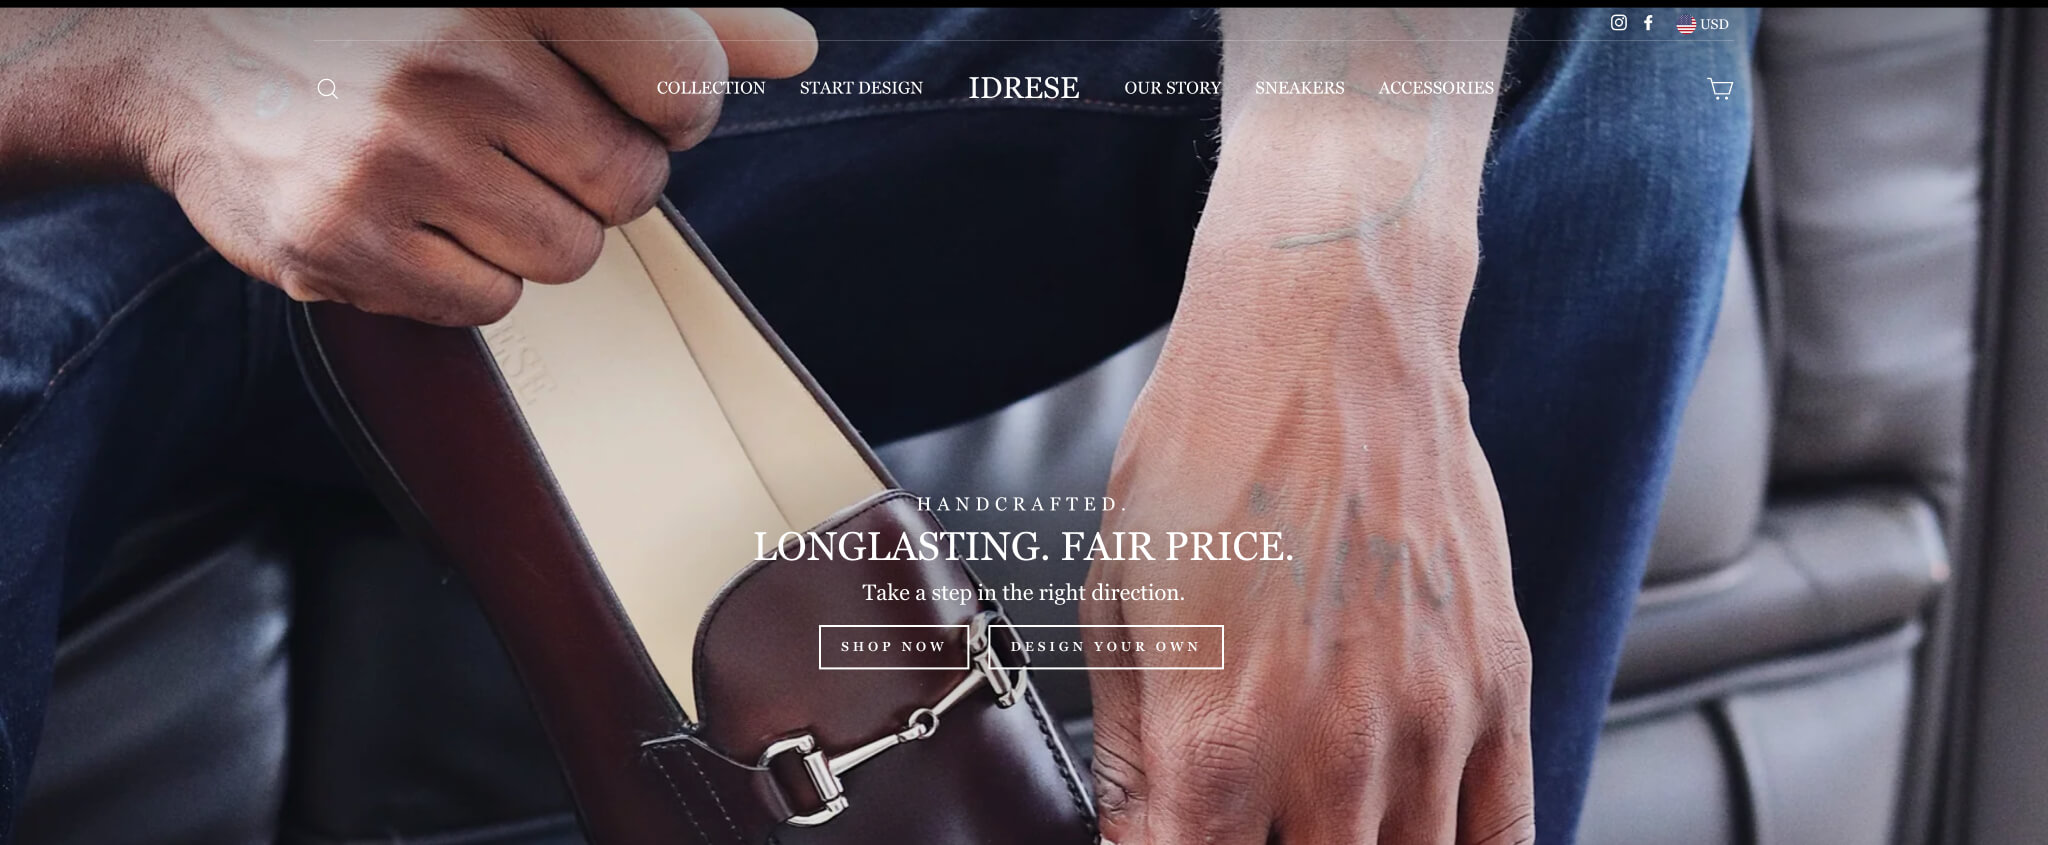 USD
COLLECTION START DESIGN IDRESE OUR STORY SNEAKERS ACCESSORIES
ESE
HANDCRAFTED.
LONGLASTING. FAIR PRICE.
Take a step in the right direction.
SHOP NOW DESIGN YOUR OWN